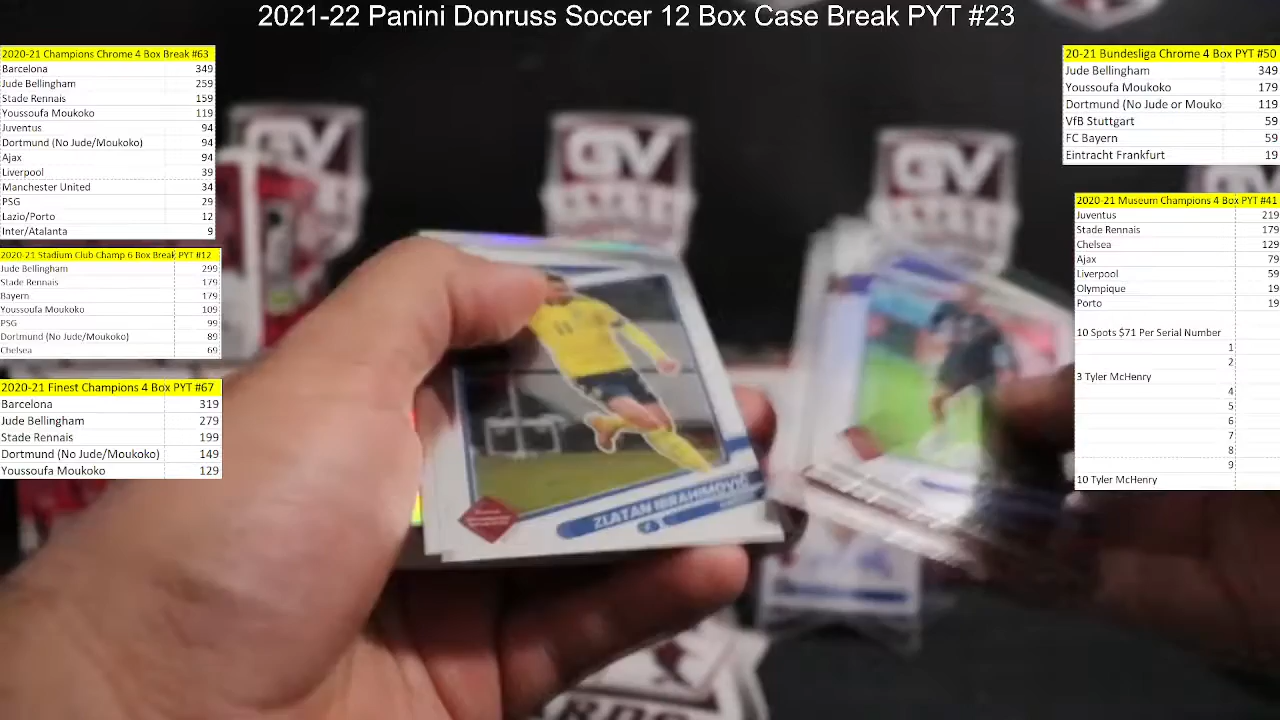 2021-22 Panini Donruss Soccer 12 Box Case Break PYT #23
2020-21 Champions Chrome 4 Box Break #63
Barcelona 349
Jude Bellingham 259
Stade Rennais 159
Youssoufa Moukoko 119
Juventus 94
Dortmund (No Jude/Moukoko) 94
Ajax 94
Liverpool 39
Manchester United 34
PSG 29
Lazio/Porto 12
Inter/Atalanta 9
2020-21 Stadium Club Champ 6 Box Break PYT #12
Jude Bellingham 299
Stade Rennais 179
Bayern 179
Youssoufa Moukoko 109
PSG 99
Dortmund (No Jude/Moukoko) 89
Chelsea 69
2020-21 Finest Champions 4 Box PYT #67
Barcelona 319
Jude Bellingham 279
Stade Rennais 199
Dortmund (No Jude/Moukoko) 149
Youssoufa Moukoko 129
20-21 Bundesliga Chrome 4 Box PYT #50
Jude Bellingham 349
Youssoufa Moukoko 179
Dortmund (No Jude or Mouko 119
VfB Stuttgart 59
FC Bayern 59
Eintracht Frankfurt 19
2020-21 Museum Champions 4 Box PYT #41
Juventus 219
Stade Rennais 179
Chelsea 129
Ajax 79
Liverpool 59
Olympique 19
Porto 19
10 Spots $71 Per Serial Number
1
2
3 Tyler McHenry
4
5
6
7
8
9
10 Tyler McHenry
GV
GV
GV
ZLATAN IBRAHIMOVIĆ